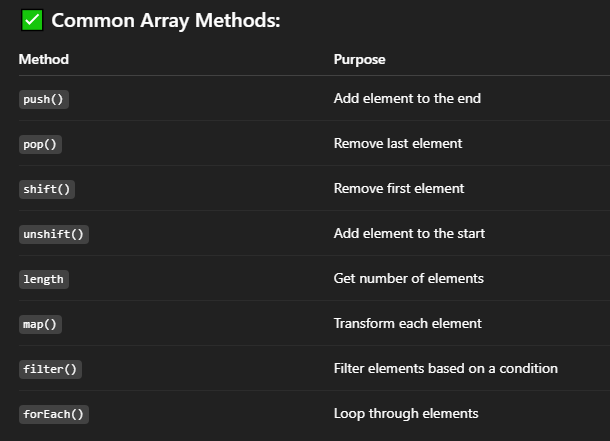 ✅ Common Array Methods:
Method Purpose
push() Add element to the end
pop() Remove last element
shift() Remove first element
unshift() Add element to the start
length Get number of elements
map() Transform each element
filter() Filter elements based on a condition
forEach() Loop through elements